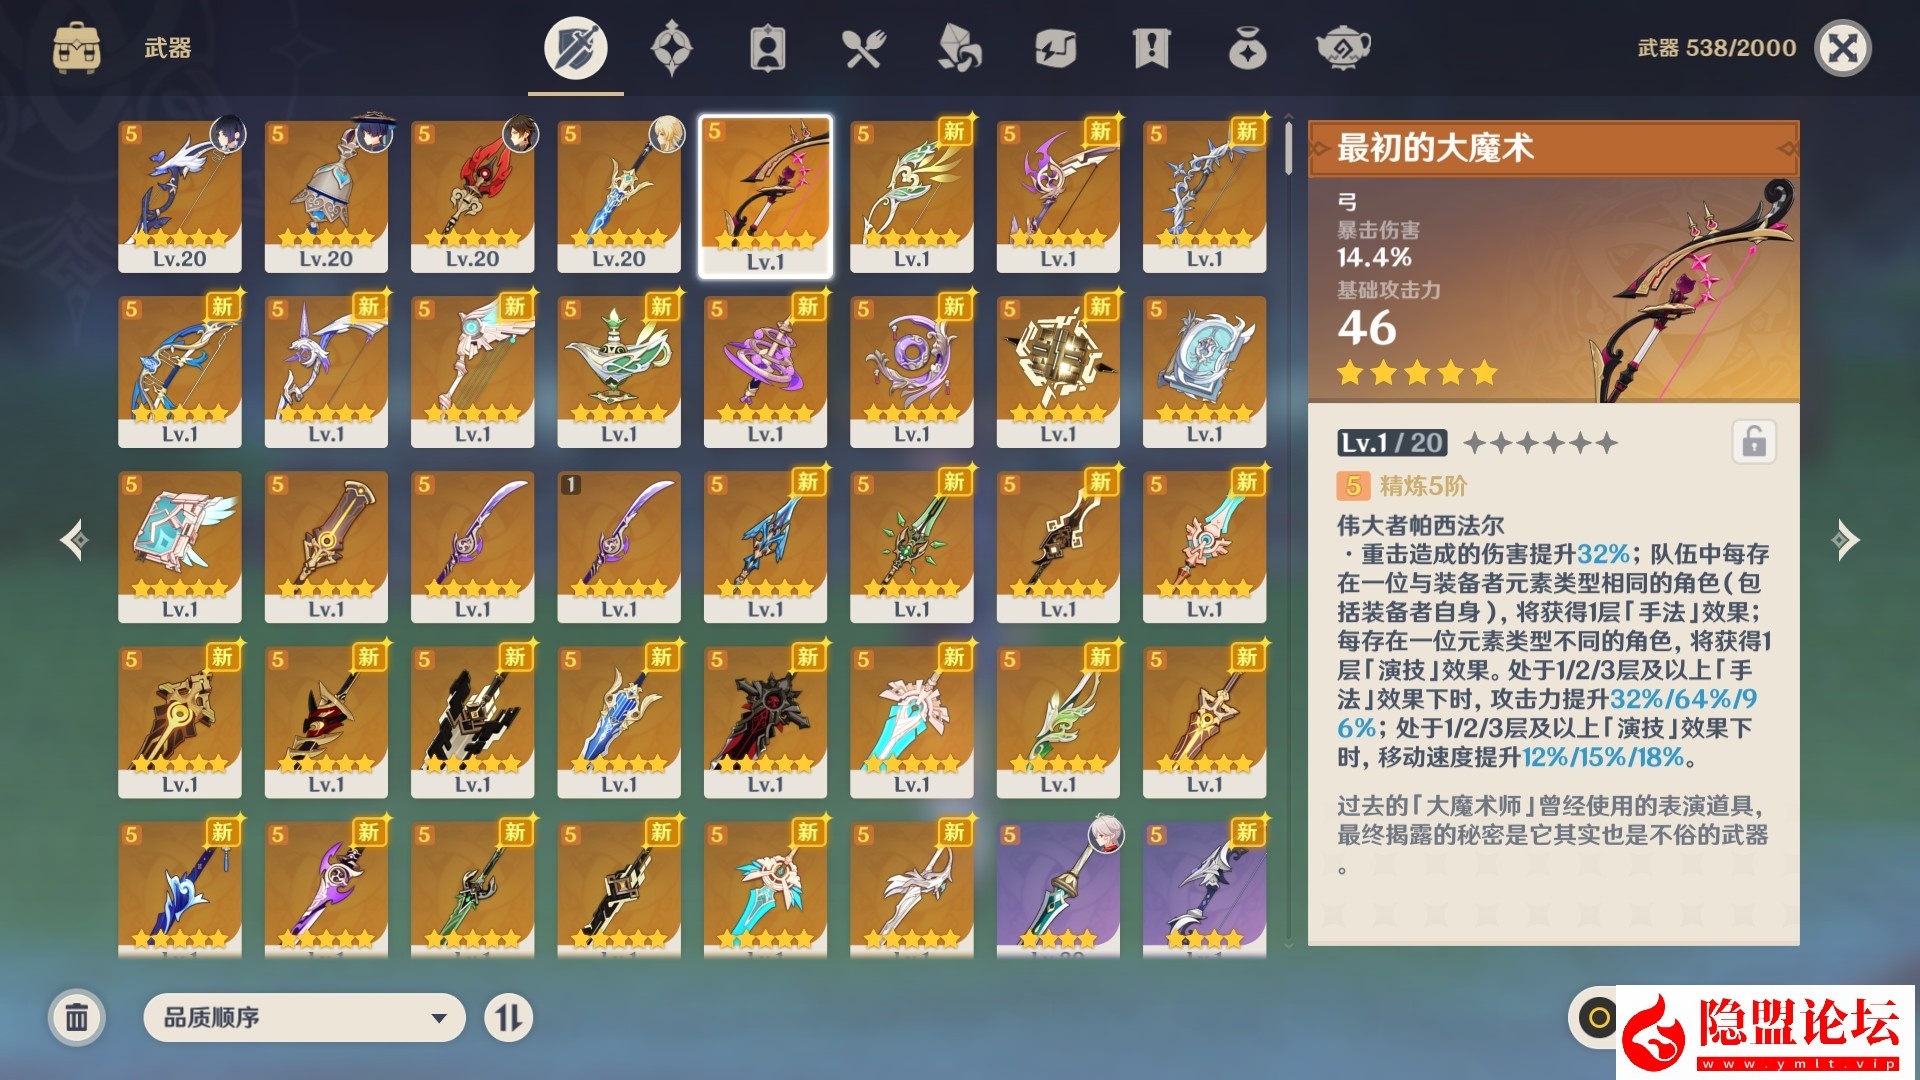 武器
武器 538/2000
5
5
5
5
5
5 新
5 新
5 新
Lv.20
Lv.20
Lv.20
Lv.20
Lv.1
Lv.1
Lv.1
Lv.1
5 新
5 新
5 新
5 新
5 新
5 新
5 新
5
Lv.1
Lv.1
Lv.1
Lv.1
Lv.1
Lv.1
Lv.1
Lv.1
5
5
5
1
5 新
5 新
5 新
5 新
Lv.1
Lv.1
Lv.1
Lv.1
Lv.1
Lv.1
Lv.1
Lv.1
5 新
5 新
5 新
5 新
5 新
5 新
5 新
5 新
Lv.1
Lv.1
Lv.1
Lv.1
Lv.1
Lv.1
Lv.1
Lv.1
5 新
5 新
5 新
5 新
5 新
5 新
5
5 新
最初的大魔术
弓
暴击伤害
14.4%
基础攻击力
46
Lv.1 / 20
5 精炼5阶
伟大者帕西法尔
·重击造成的伤害提升32%；队伍中每存
在一位与装备者元素类型相同的角色（包
括装备者自身），将获得1层「手法」效果；
每存在一位元素类型不同的角色，将获得1
层「演技」效果。处于1/2/3层及以上「手
法」效果下时，攻击力提升32%/64%/9
6%；处于1/2/3层及以上「演技」效果下
时，移动速度提升12%/15%/18%。
过去的「大魔术师」曾经使用的表演道具，
最终揭露的秘密是它其实也是不俗的武器
。
品质顺序
隐盟论坛
www.ymlt.vip